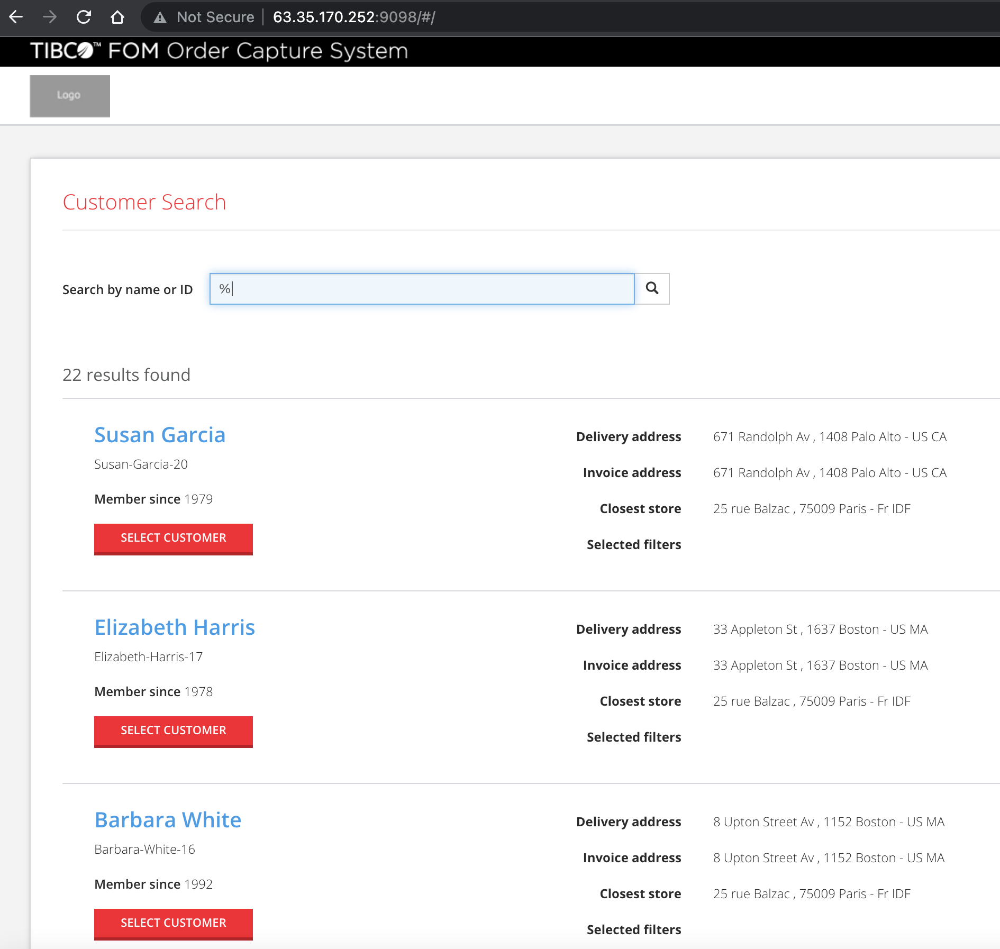 Not Secure | 63.35.170.252:9098/#/
TIBCO™ FOM Order Capture System
Logo
Customer Search
Search by name or ID %
22 results found
Susan Garcia
Susan-Garcia-20
Member since 1979
SELECT CUSTOMER
Delivery address 671 Randolph Av , 1408 Palo Alto - US CA
Invoice address 671 Randolph Av , 1408 Palo Alto - US CA
Closest store 25 rue Balzac , 75009 Paris - Fr IDF
Selected filters
Elizabeth Harris
Elizabeth-Harris-17
Member since 1978
SELECT CUSTOMER
Delivery address 33 Appleton St , 1637 Boston - US MA
Invoice address 33 Appleton St , 1637 Boston - US MA
Closest store 25 rue Balzac , 75009 Paris - Fr IDF
Selected filters
Barbara White
Barbara-White-16
Member since 1992
SELECT CUSTOMER
Delivery address 8 Upton Street Av , 1152 Boston - US MA
Invoice address 8 Upton Street Av , 1152 Boston - US MA
Closest store 25 rue Balzac , 75009 Paris - Fr IDF
Selected filters